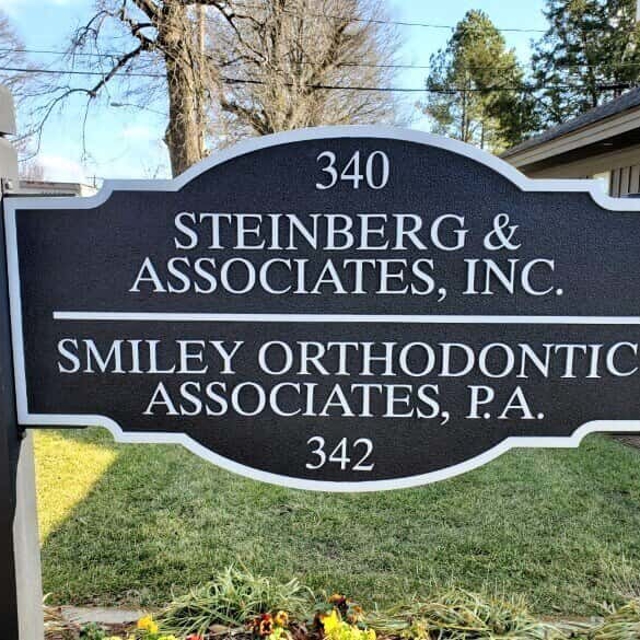 340
STEINBERG &
ASSOCIATES, INC.
SMILEY ORTHODONTIC
ASSOCIATES, P.A.
342